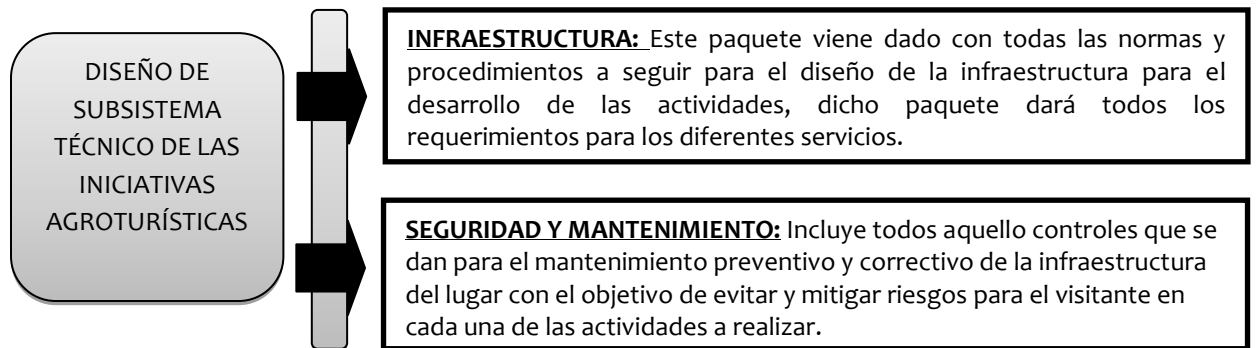 DISEÑO DE
SUBSISTEMA
TÉCNICO DE LAS
INICIATIVAS
AGROTURÍSTICAS
INFRAESTRUCTURA: Este paquete viene dado con todas las normas y
procedimientos a seguir para el diseño de la infraestructura para el
desarrollo de las actividades, dicho paquete dará todos los
requerimientos para los diferentes servicios.
SEGURIDAD Y MANTENIMIENTO: Incluye todos aquello controles que se
dan para el mantenimiento preventivo y correctivo de la infraestructura
del lugar con el objetivo de evitar y mitigar riesgos para el visitante en
cada una de las actividades a realizar.